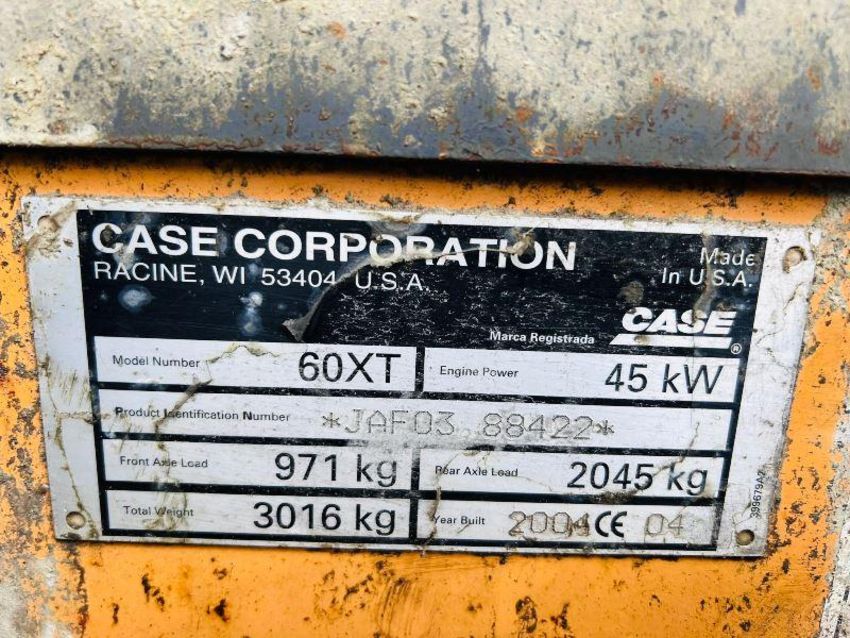 CASE CORPORATION
RACINE, WI 53404 U.S.A.
Made
In U.S.A.
Marca Registrada
CASE®
Model Number 60XT
Engine Power 45 kW
Product Identification Number *JAF03 88422*
Front Axle Load 971 kg
Rear Axle Load 2045 kg
Total Weight 3016 kg
Year Built 2004 CE 04
399679A2